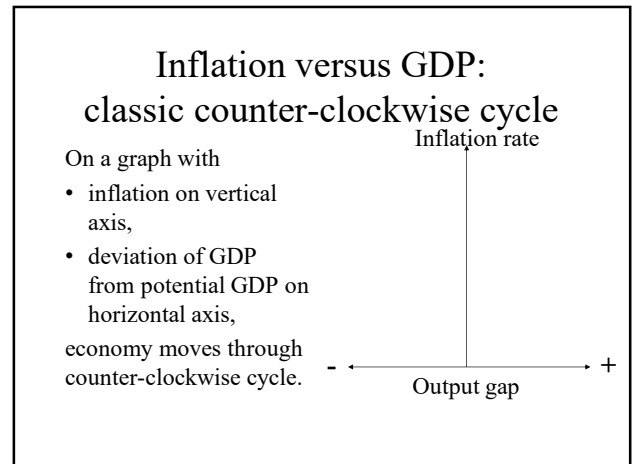 Inflation versus GDP:
classic counter-clockwise cycle
On a graph with
• inflation on vertical
axis,
• deviation of GDP
from potential GDP on
horizontal axis,
economy moves through
counter-clockwise cycle.
Inflation rate
- +
Output gap